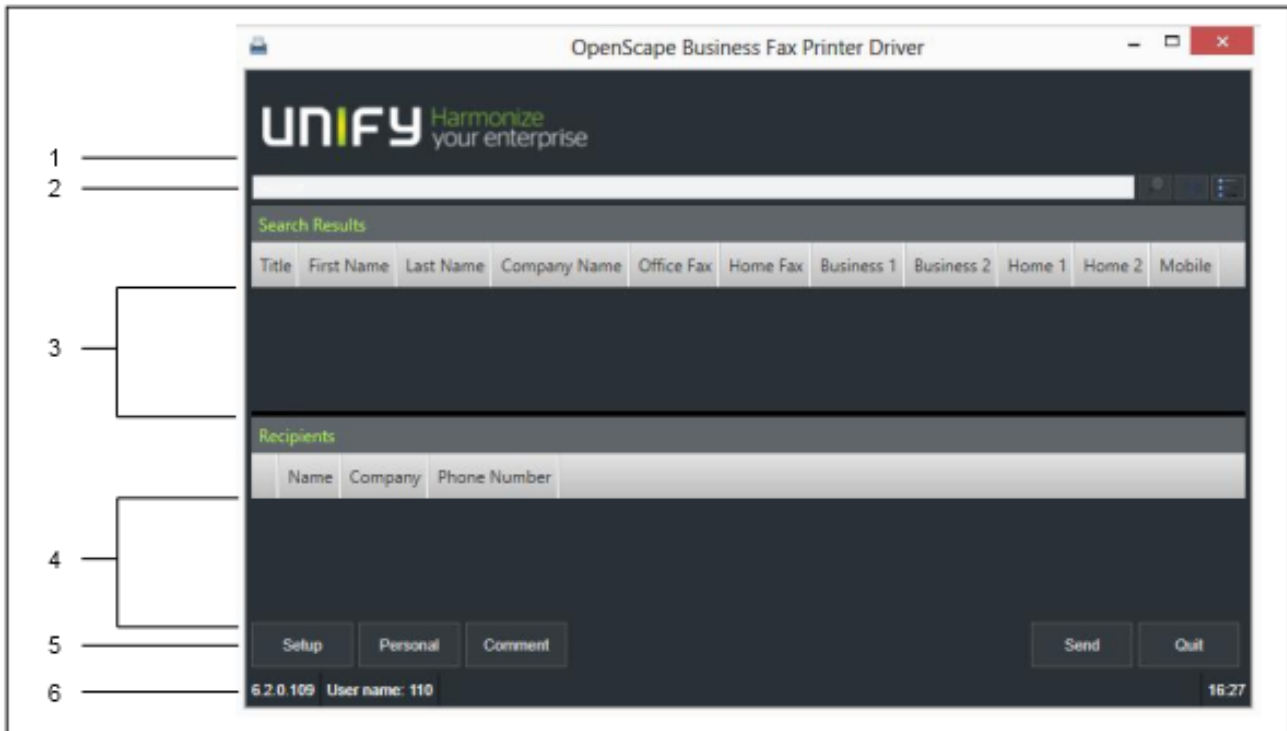 OpenScape Business Fax Printer Driver
UNIFY Harmonize
your enterprise
1
2
Search Results
Title First Name Last Name Company Name Office Fax Home Fax Business 1 Business 2 Home 1 Home 2 Mobile
3
Recipients
Name Company Phone Number
4
5 Setup Personal Comment Send Quit
6 6.2.0.109 User name: 110 16:27